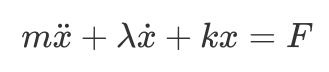 mẍ + λẋ + kx = F